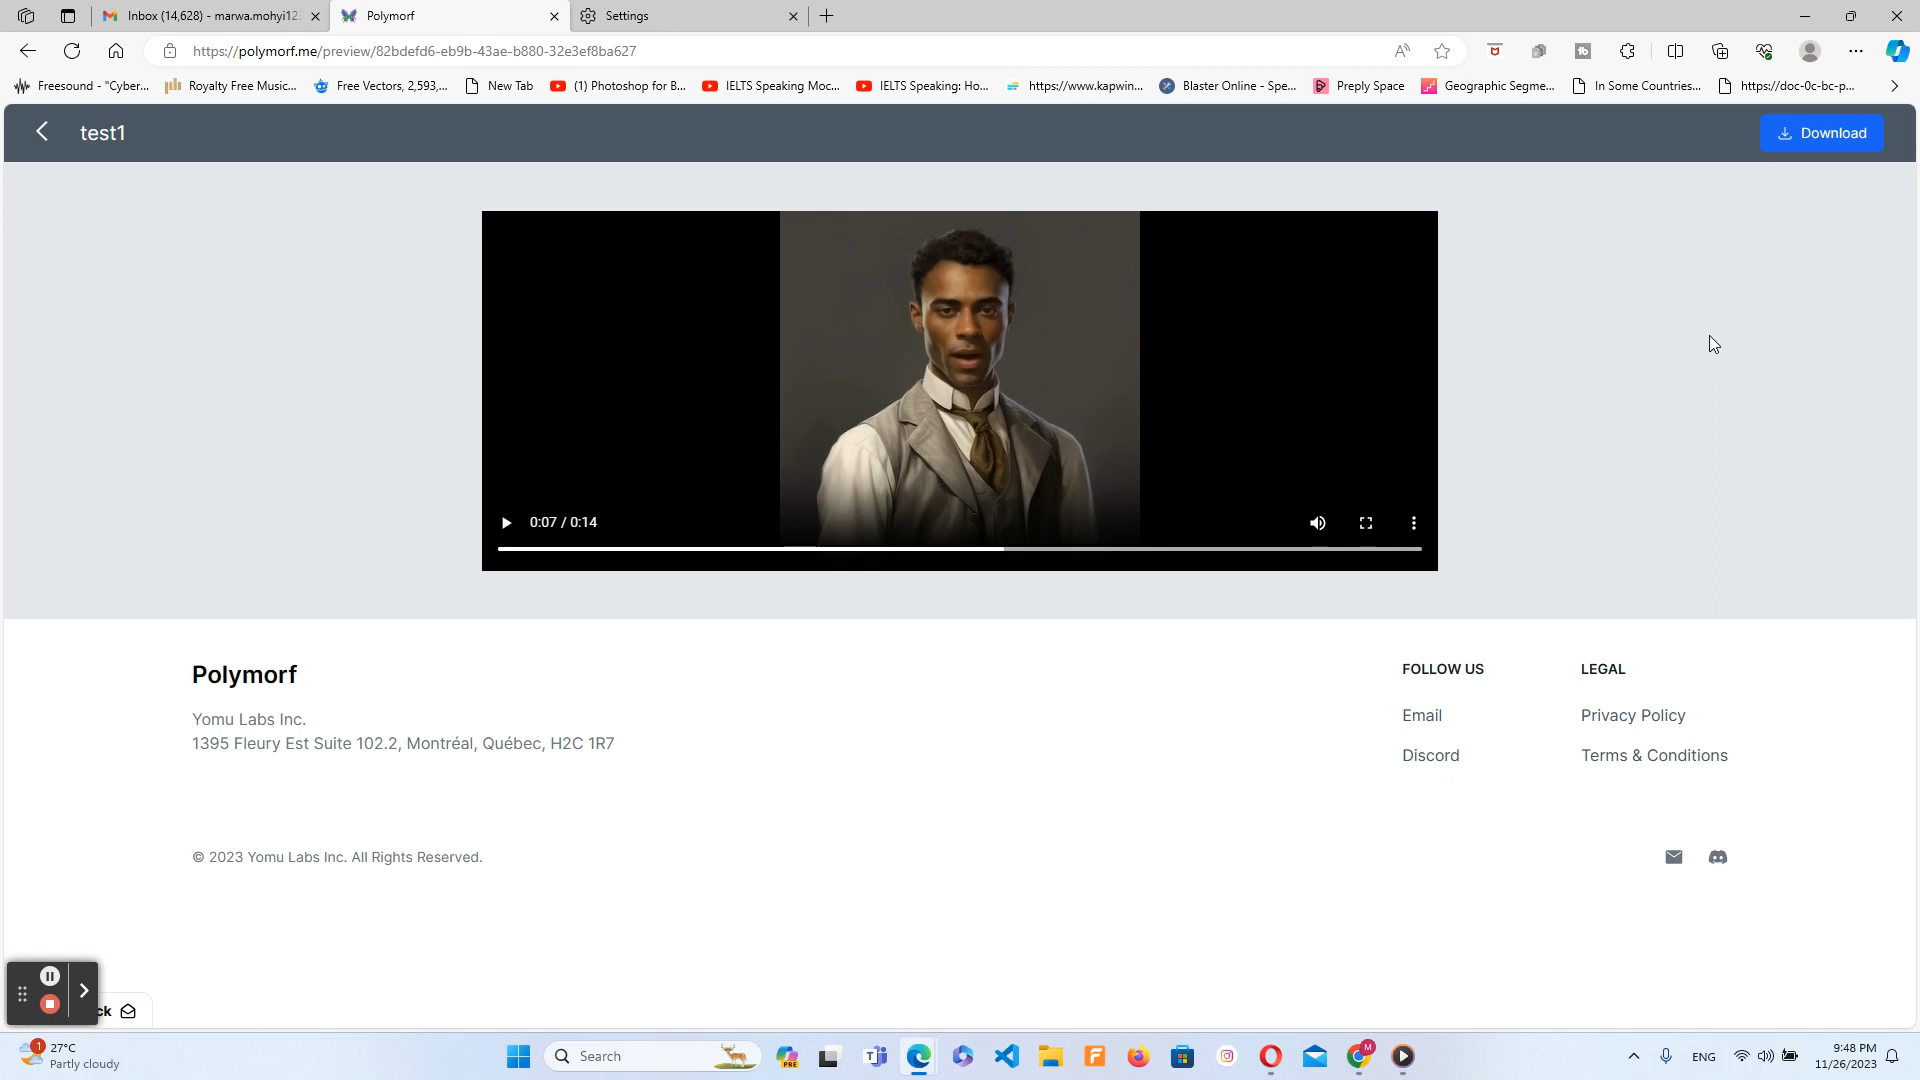 Inbox (14,628) - marwa.mohyi12
Polymorf
Settings
https://polymorf.me/preview/82bdefd6-eb9b-43ae-b880-32e3ef8ba627
Freesound - "Cyber...
Royalty Free Music...
Free Vectors, 2,593,...
New Tab
(1) Photoshop for B...
IELTS Speaking Moc...
IELTS Speaking: Ho...
https://www.kapwin...
Blaster Online - Spe...
Preply Space
Geographic Segme...
In Some Countries...
https://doc-0c-bc-p...
test1
Download
0:07 / 0:14
Polymorf
Yomu Labs Inc.
1395 Fleury Est Suite 102.2, Montréal, Québec, H2C 1R7
FOLLOW US
Email
Discord
LEGAL
Privacy Policy
Terms & Conditions
© 2023 Yomu Labs Inc. All Rights Reserved.
ck
1
27°C
Partly cloudy
Search
PRE
M
ENG
9:48 PM
11/26/2023